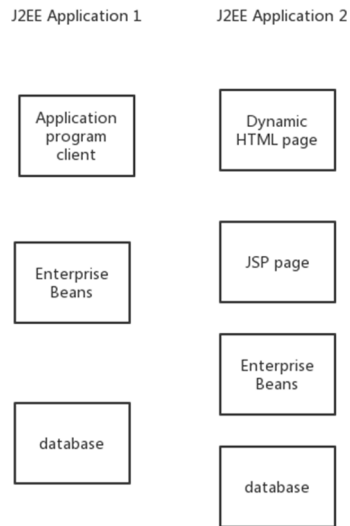 J2EE Application 1
Application
program
client
Enterprise
Beans
database
J2EE Application 2
Dynamic
HTML page
JSP page
Enterprise
Beans
database